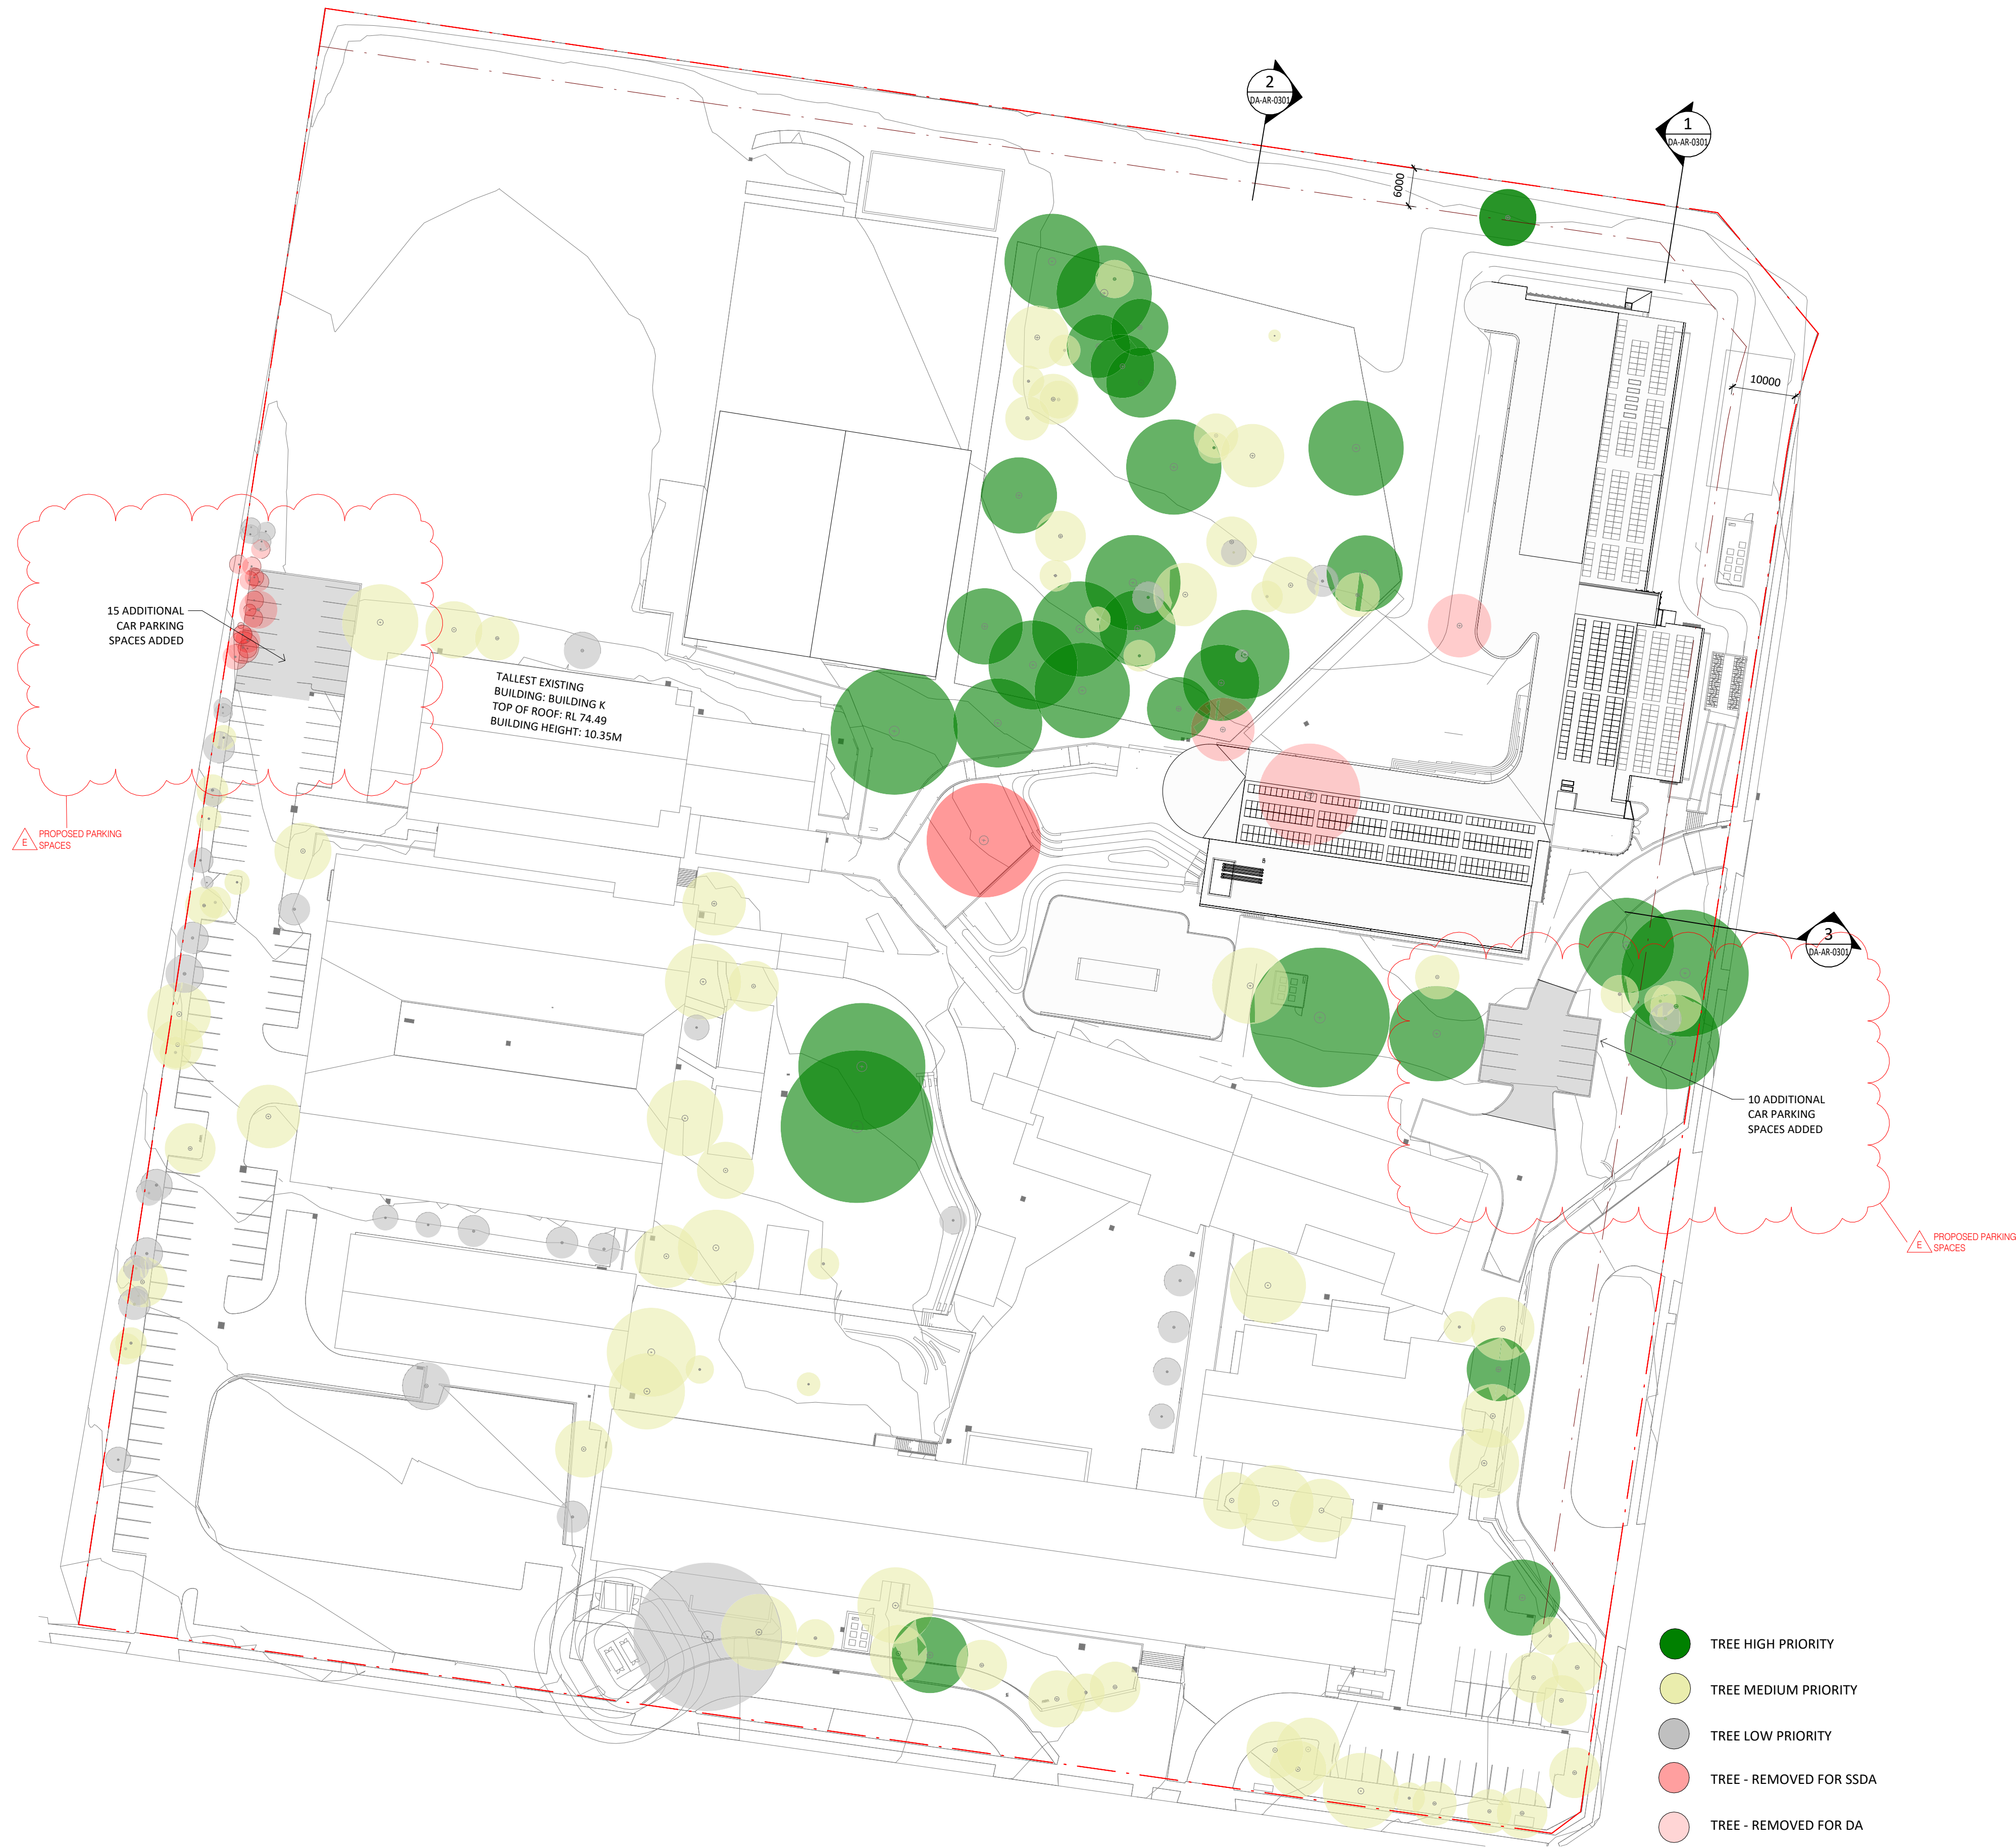 2
DA-AR-0301
1
DA-AR-0301
6000
10000
15 ADDITIONAL
CAR PARKING
SPACES ADDED
TALLEST EXISTING
BUILDING: BUILDING K
TOP OF ROOF: RL 74.49
BUILDING HEIGHT: 10.35M
E
PROPOSED PARKING
SPACES
3
DA-AR-0301
10 ADDITIONAL
CAR PARKING
SPACES ADDED
E
PROPOSED PARKING
SPACES
TREE HIGH PRIORITY
TREE MEDIUM PRIORITY
TREE LOW PRIORITY
TREE - REMOVED FOR SSDA
TREE - REMOVED FOR DA